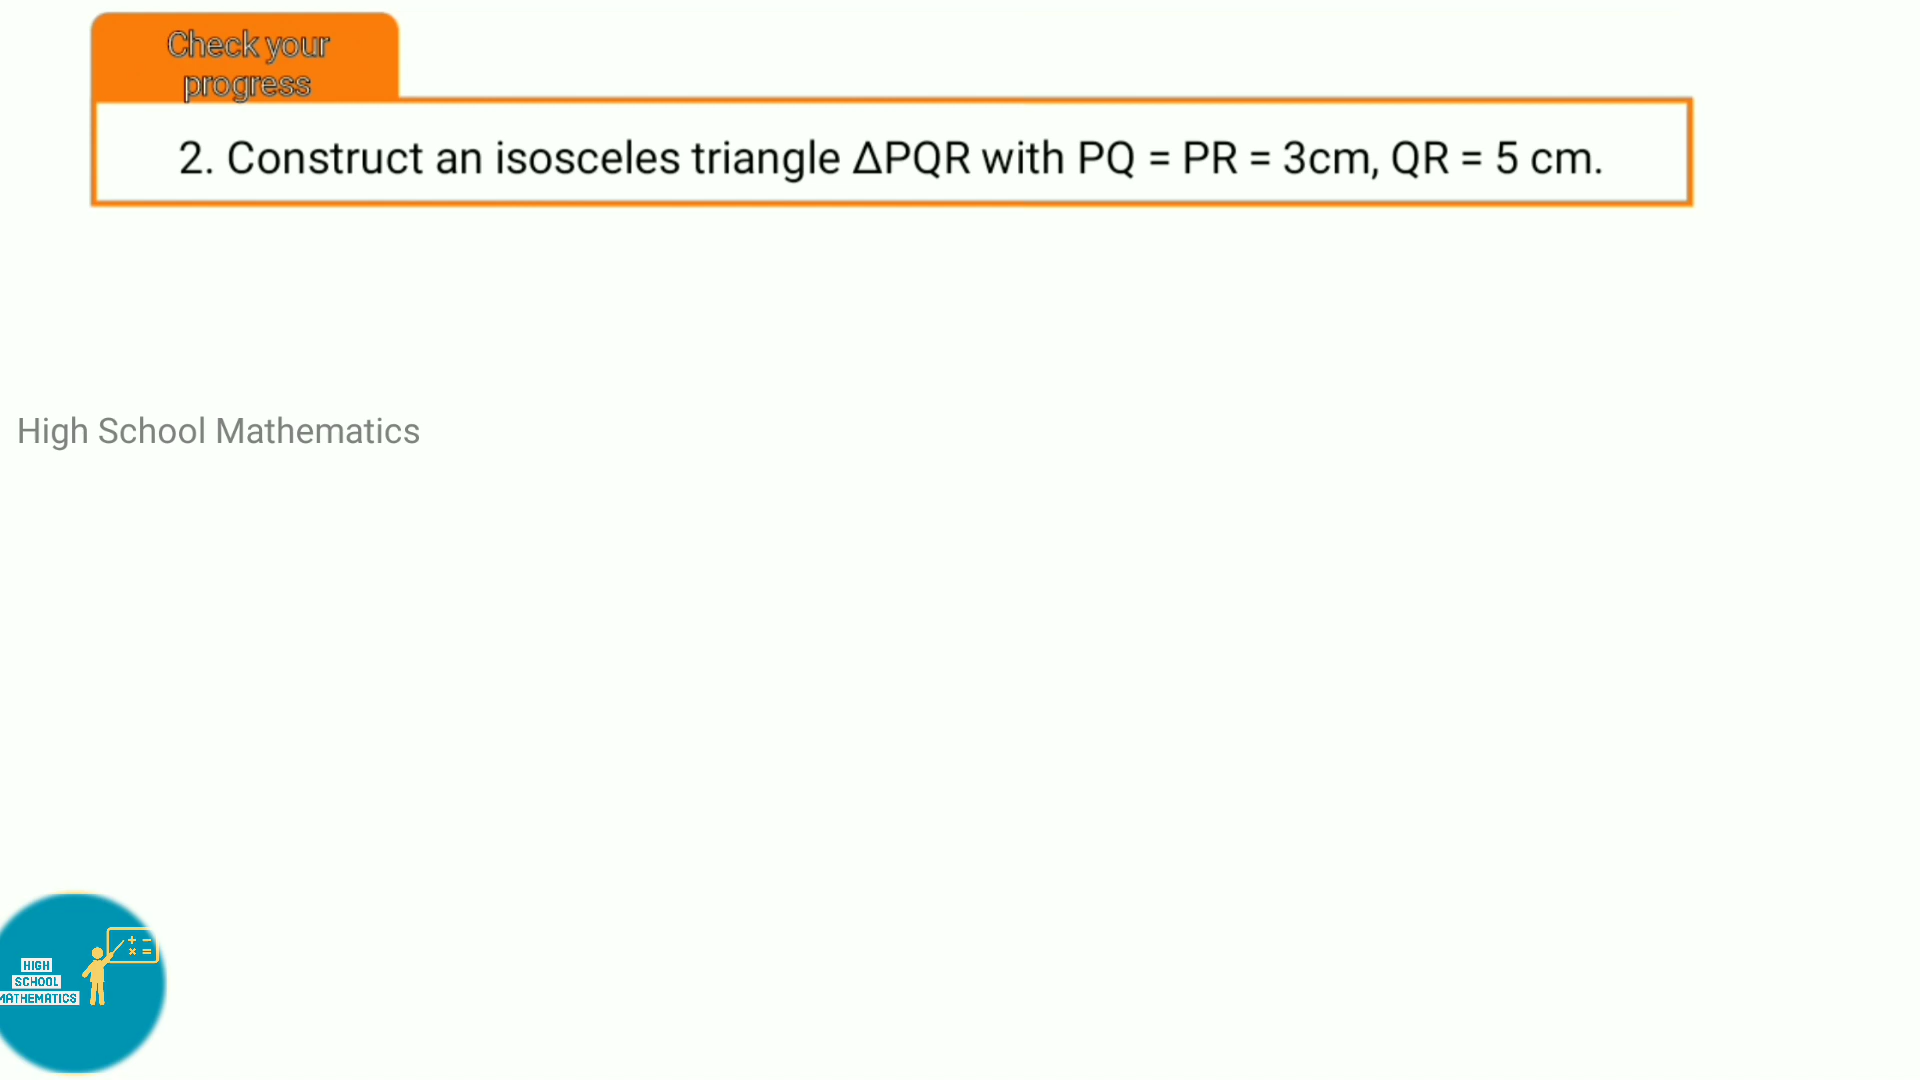 Check your
progress
2. Construct an isosceles triangle ΔPQR with PQ = PR = 3cm, QR = 5 cm.
High School Mathematics
+ −
× =
HIGH
SCHOOL
MATHEMATICS